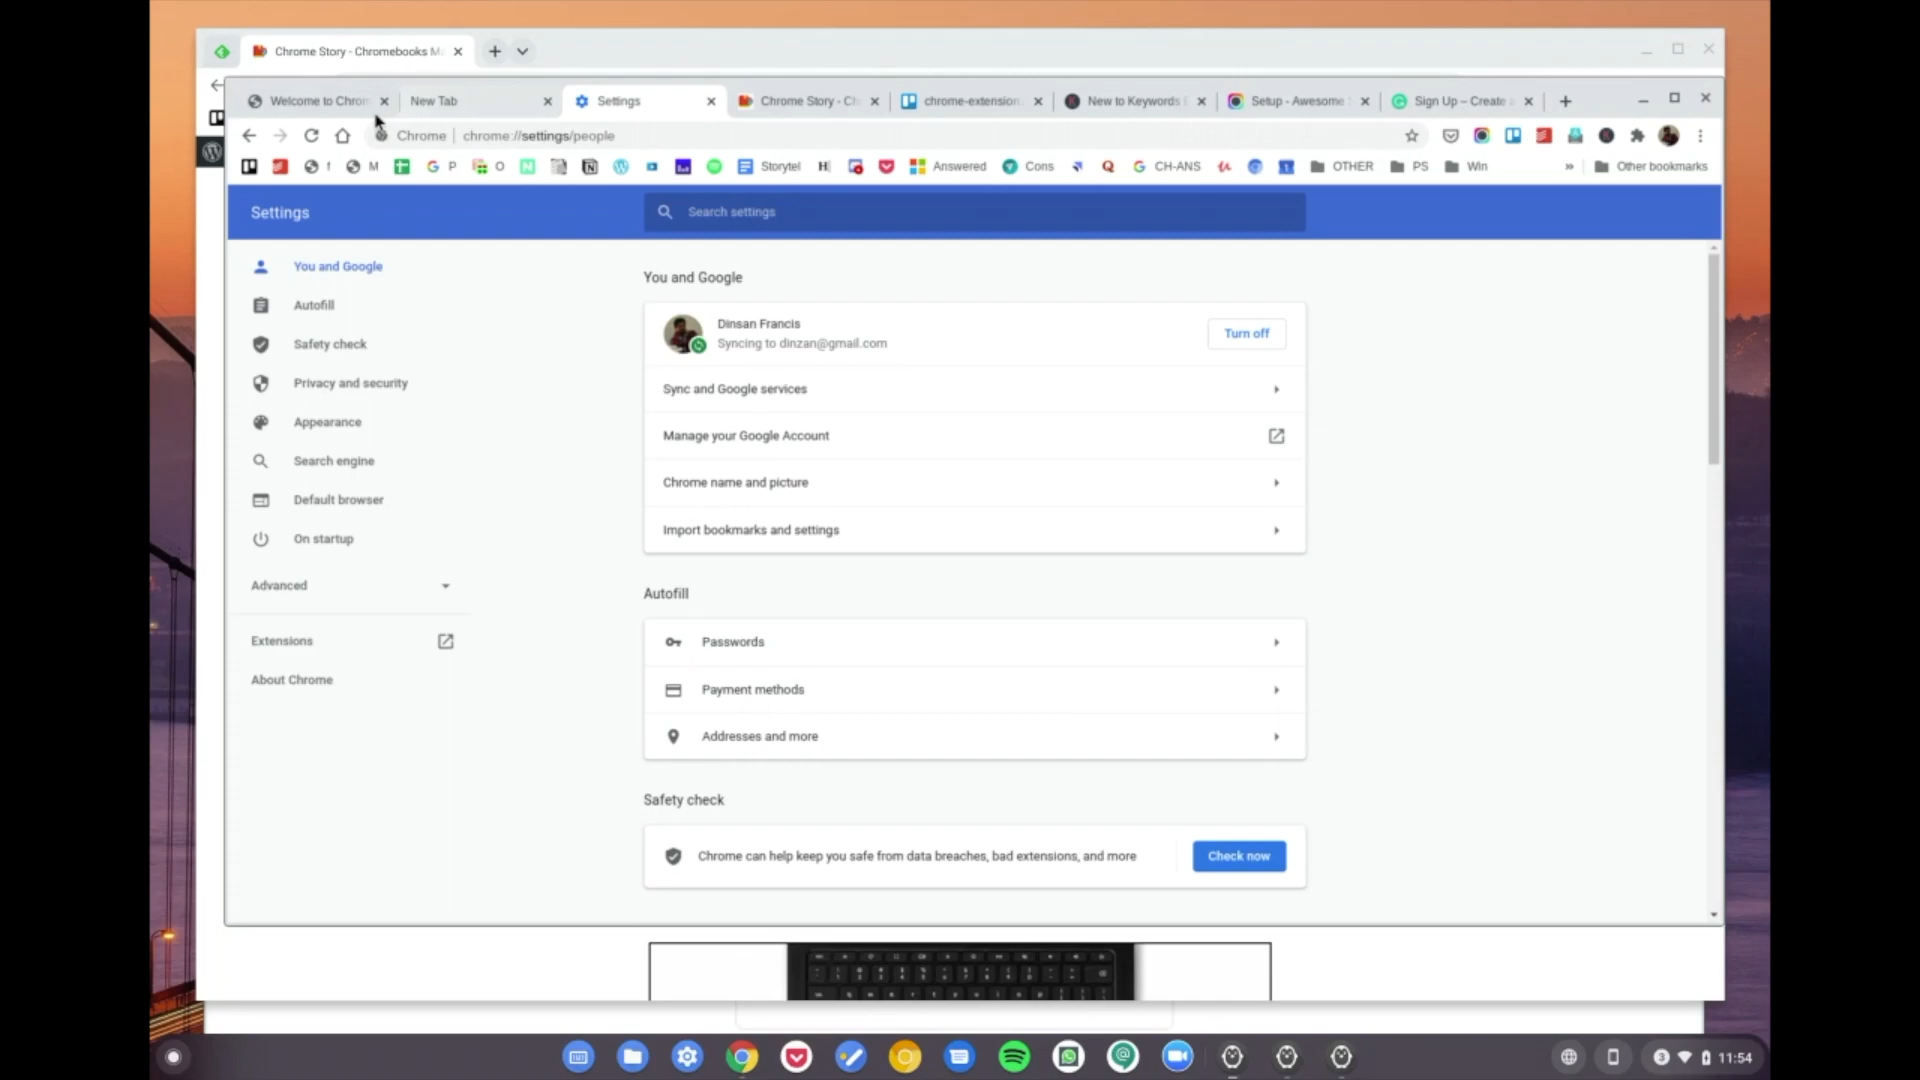 Chrome Story - Chromebooks M
Welcome to Chrom
New Tab
Settings
Chrome Story - Ch
chrome-extension
New to Keywords E
Setup - Awesome S
Sign Up – Create a
Chrome
chrome://settings/people
M
P
O
Storytel
Answered
Cons
CH-ANS
OTHER
PS
Win
»
Other bookmarks
Settings
Search settings
You and Google
Autofill
Safety check
Privacy and security
Appearance
Search engine
Default browser
On startup
Advanced
Extensions
About Chrome
You and Google
Dinsan Francis
Syncing to dinzan@gmail.com
Turn off
Sync and Google services
Manage your Google Account
Chrome name and picture
Import bookmarks and settings
Autofill
Passwords
Payment methods
Addresses and more
Safety check
Chrome can help keep you safe from data breaches, bad extensions, and more
Check now
3
11:54